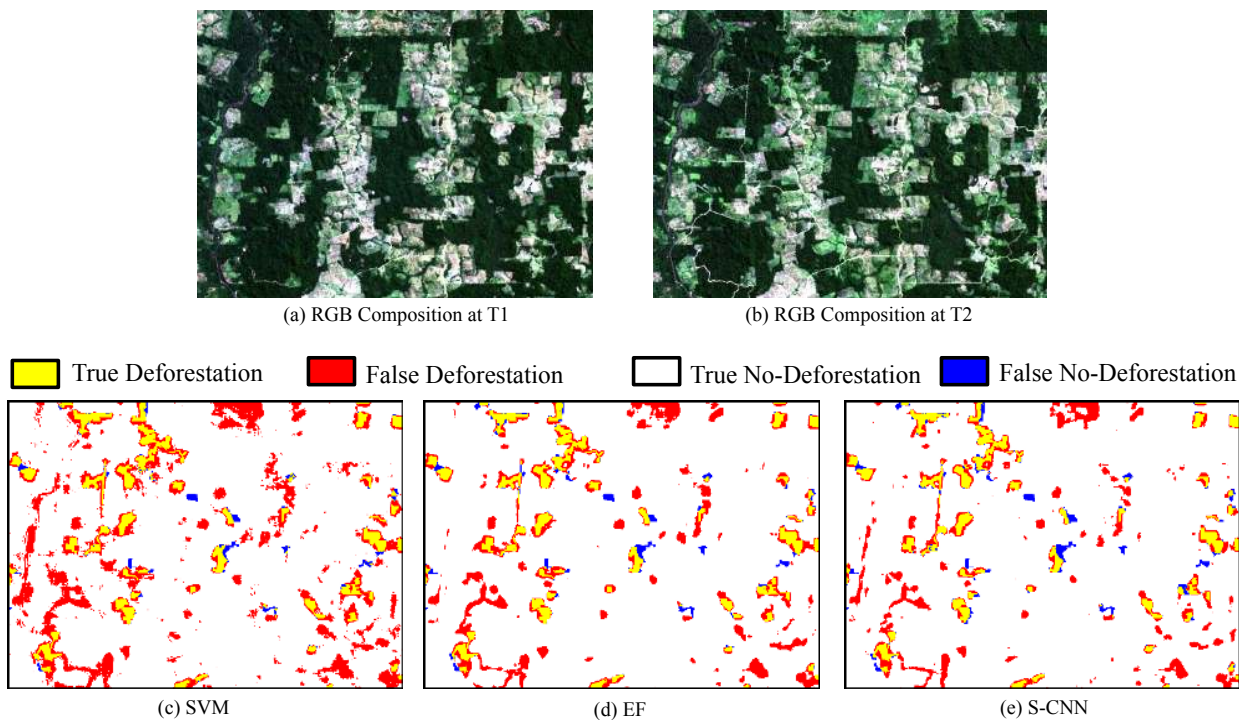 (a) RGB Composition at T1
(b) RGB Composition at T2
True Deforestation
False Deforestation
True No-Deforestation
False No-Deforestation
(c) SVM
(d) EF
(e) S-CNN